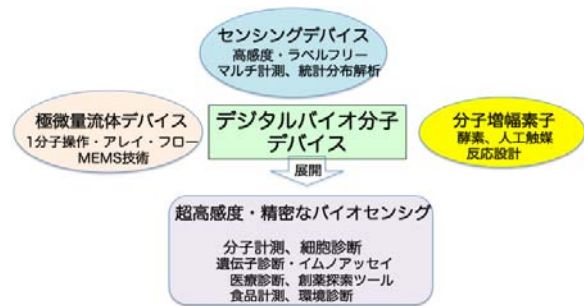 センシングデバイス
高感度・ラベルフリー
マルチ計測、統計分布解析
極微量流体デバイス
1分子操作・アレイ・フロー
MEMS技術
デジタルバイオ分子
デバイス
分子増幅素子
酵素、人工触媒
反応設計
展開
超高感度・精密なバイオセンシグ
分子計測、細胞診断
遺伝子診断・イムノアッセイ
医療診断、創薬探索ツール
食品計測、環境診断